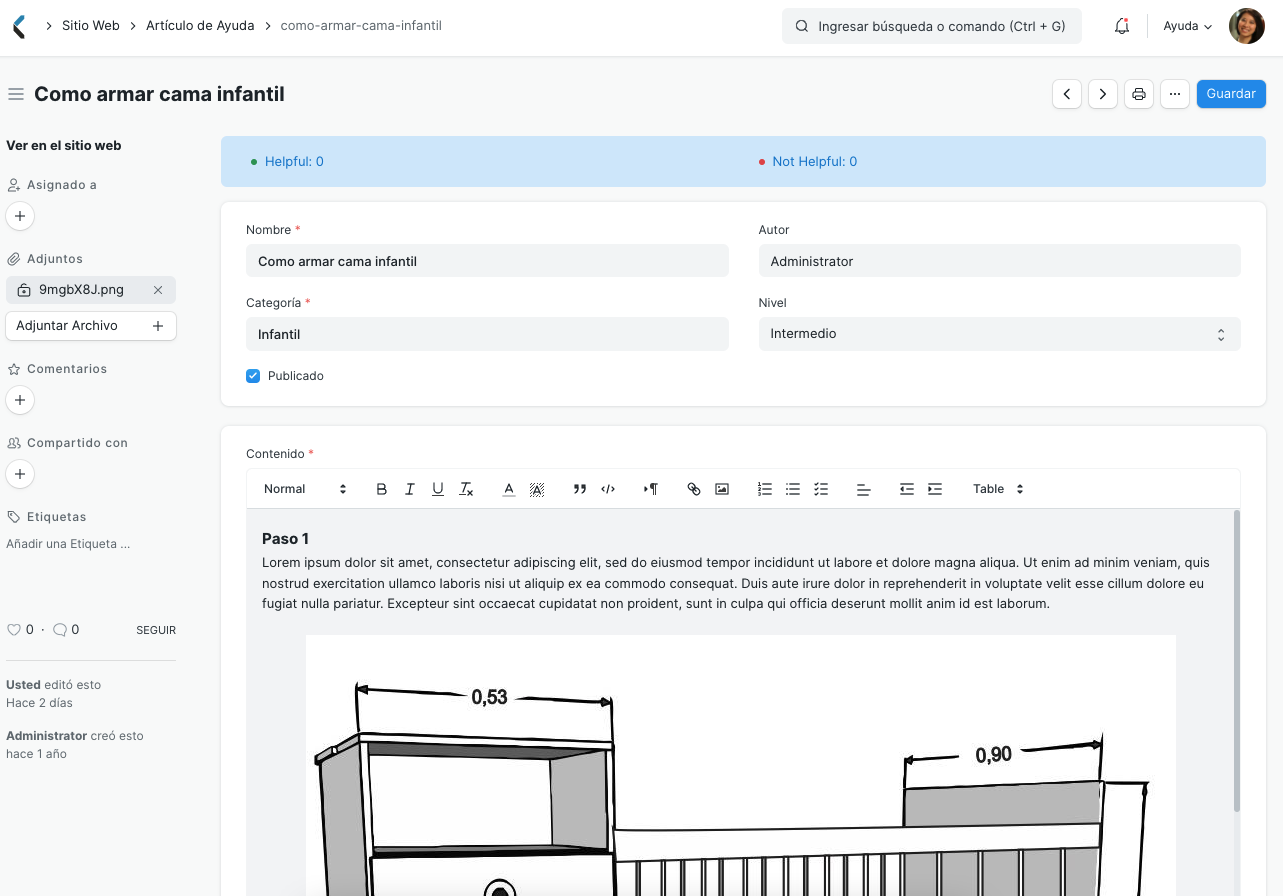 Sitio Web
Artículo de Ayuda
como-armar-cama-infantil
Ingresar búsqueda o comando (Ctrl + G)
Ayuda
Como armar cama infantil
Guardar
Ver en el sitio web
Asignado a
Adjuntos
9mgbX8J.png
Adjuntar Archivo
Comentarios
Compartido con
Etiquetas
Añadir una Etiqueta ...
0 · 0 SEGUIR
Usted editó esto
Hace 2 días
Administrator creó esto
hace 1 año
Helpful: 0
Not Helpful: 0
Nombre *
Como armar cama infantil
Autor
Administrator
Categoría *
Infantil
Nivel
Intermedio
Publicado
Contenido *
Normal
Table
Paso 1
Lorem ipsum dolor sit amet, consectetur adipiscing elit, sed do eiusmod tempor incididunt ut labore et dolore magna aliqua. Ut enim ad minim veniam, quis
nostrud exercitation ullamco laboris nisi ut aliquip ex ea commodo consequat. Duis aute irure dolor in reprehenderit in voluptate velit esse cillum dolore eu
fugiat nulla pariatur. Excepteur sint occaecat cupidatat non proident, sunt in culpa qui officia deserunt mollit anim id est laborum.
0,53
0,90